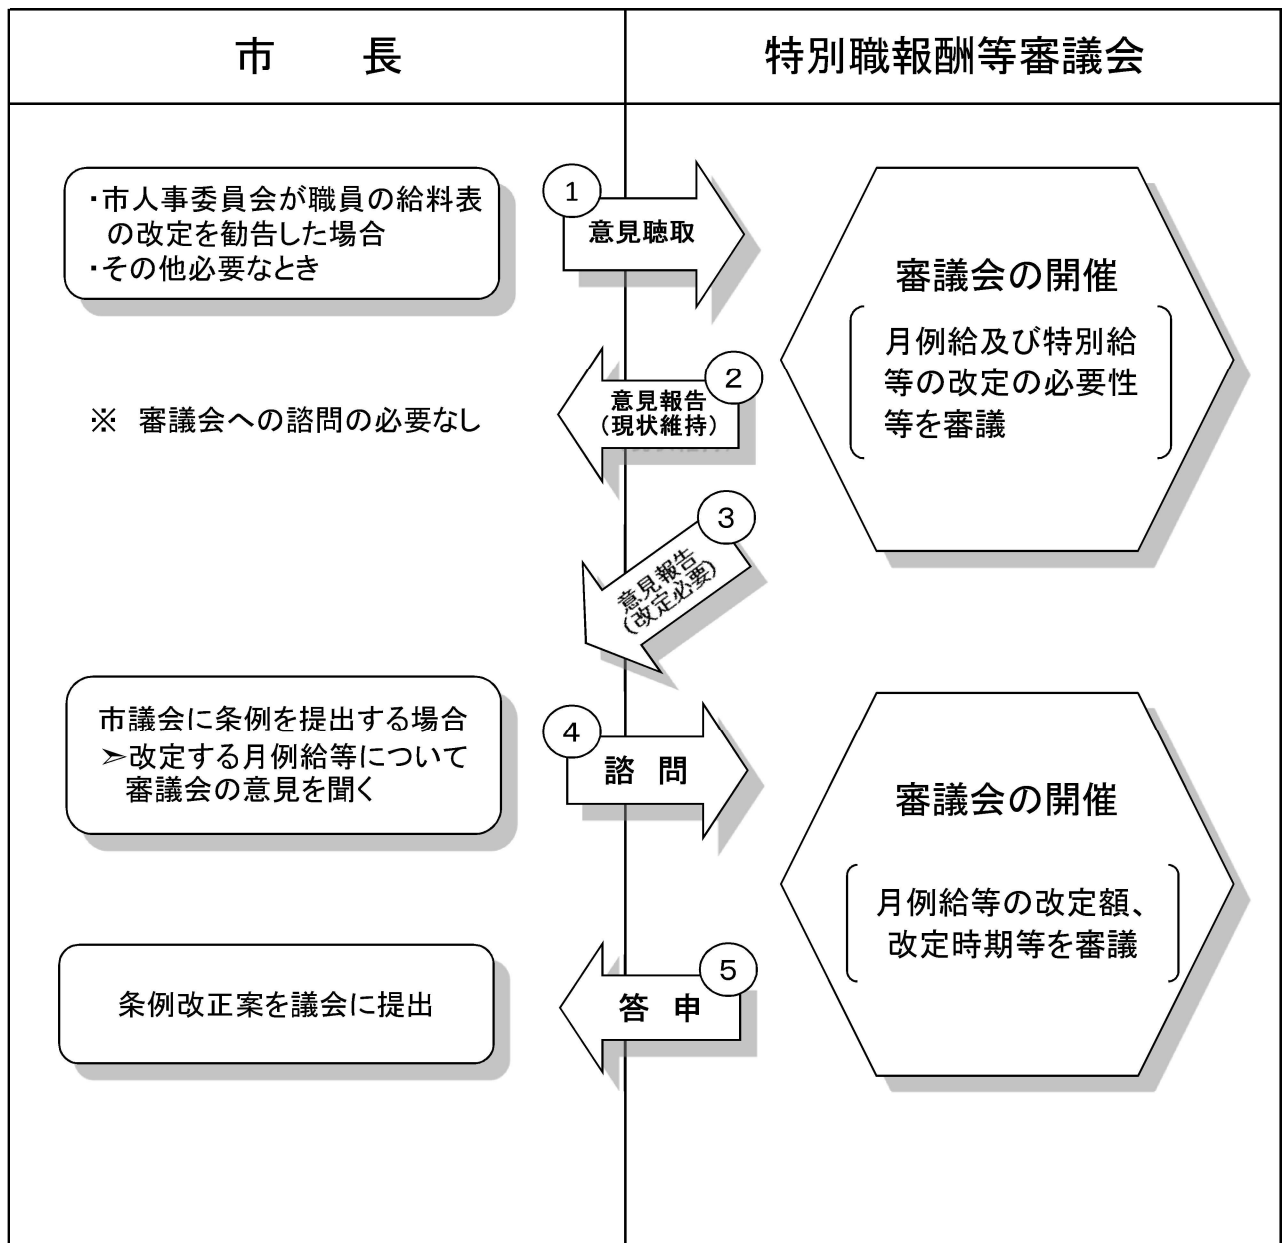 市　長
特別職報酬等審議会
・市人事委員会が職員の給料表
の改定を勧告した場合
・その他必要なとき
1
意見聴取
審議会の開催
月例給及び特別給
等の改定の必要性
等を審議
2
意見報告
（現状維持）
※　審議会への諮問の必要なし
3
意見報告
（改定必要）
市議会に条例を提出する場合
➢改定する月例給等について
審議会の意見を聞く
4
諮　問
審議会の開催
月例給等の改定額、
改定時期等を審議
5
答　申
条例改正案を議会に提出